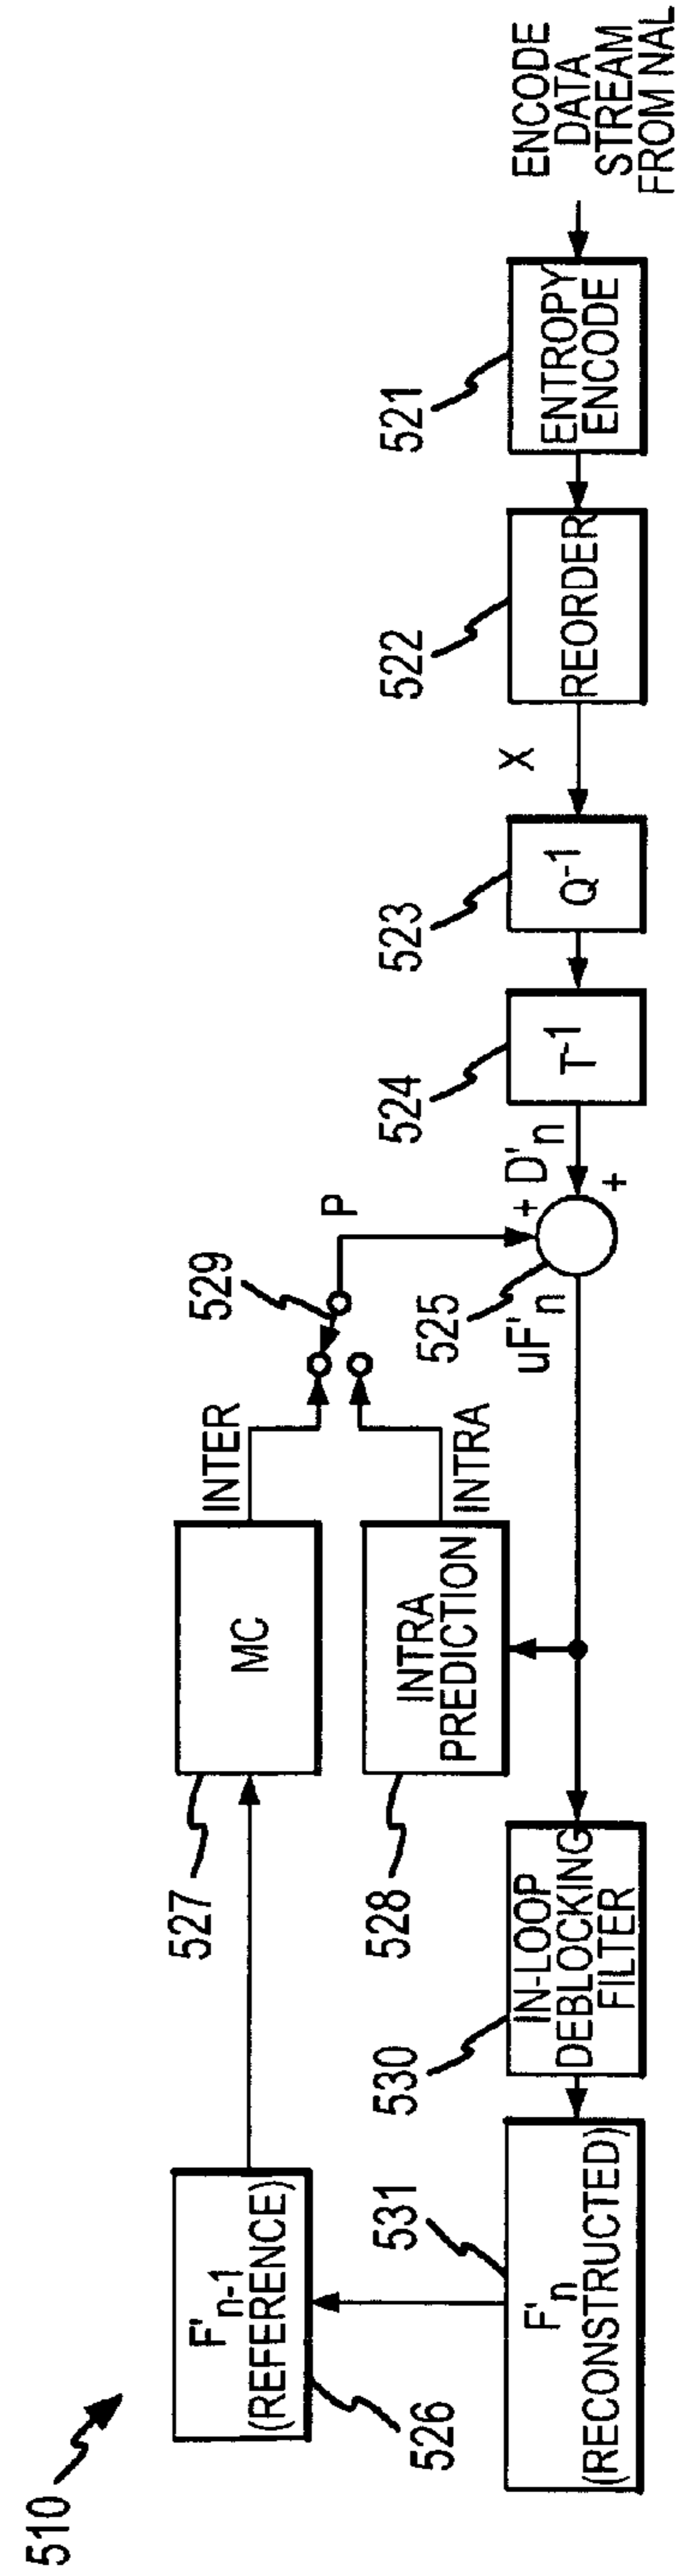 510
F'n-1
(REFERENCE)
526
527
MC
INTER
529
P
528
INTRA
PREDICTION
INTRA
531
F'n
(RECONSTRUCTED)
530
IN-LOOP
DEBLOCKING
FILTER
525
uF'n
+
D'n
+
524
T-1
523
Q-1
X
522
REORDER
521
ENTROPY
ENCODE
ENCODE
DATA
STREAM
FROM NAL